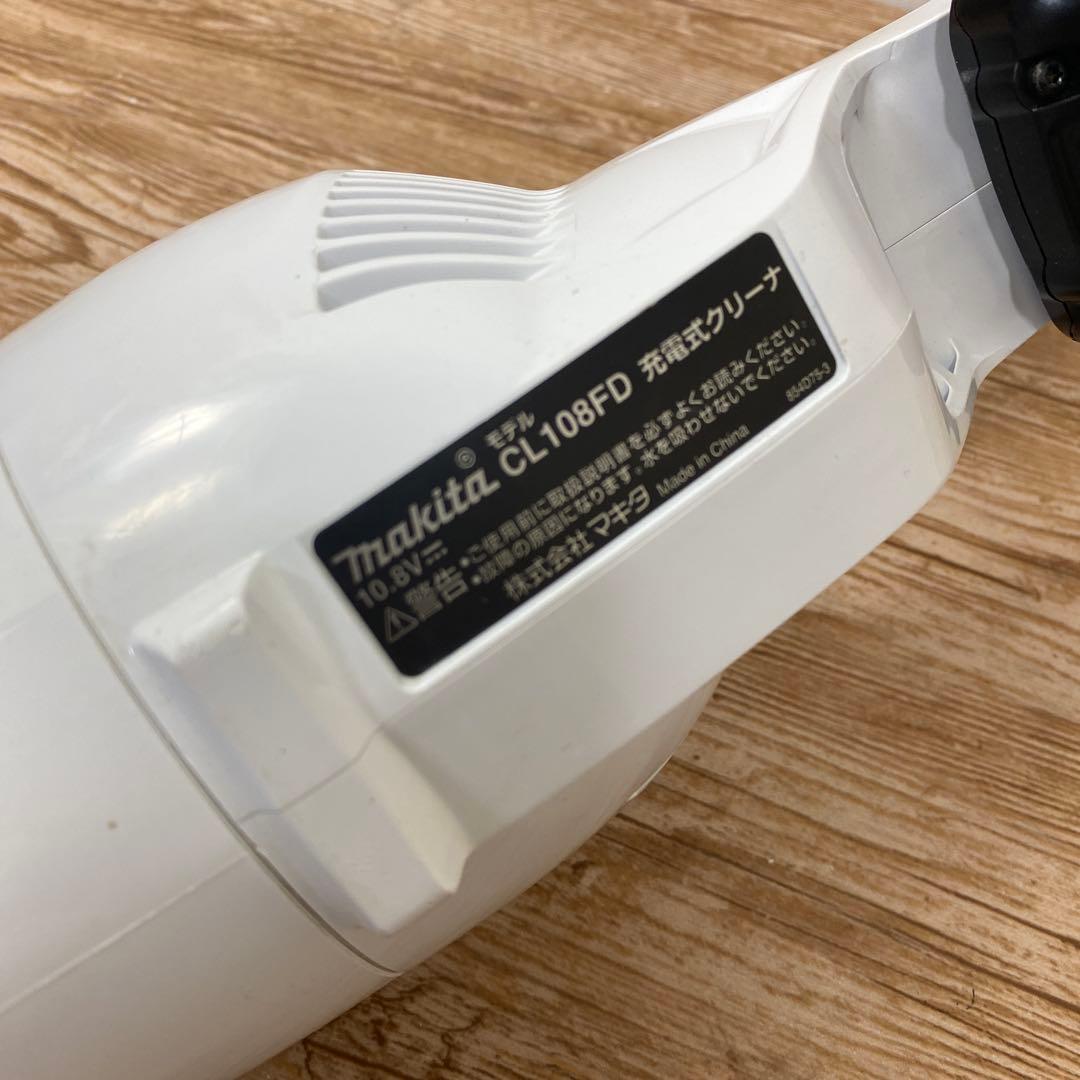 makita® モデル CL108FD 充電式クリーナ
10.8V
警告 •ご使用前に取扱説明書を必ずよくお読みください。
•故障の原因になります。水を吸わせないでください。
株式会社 マキタ Made in China 854D75-3